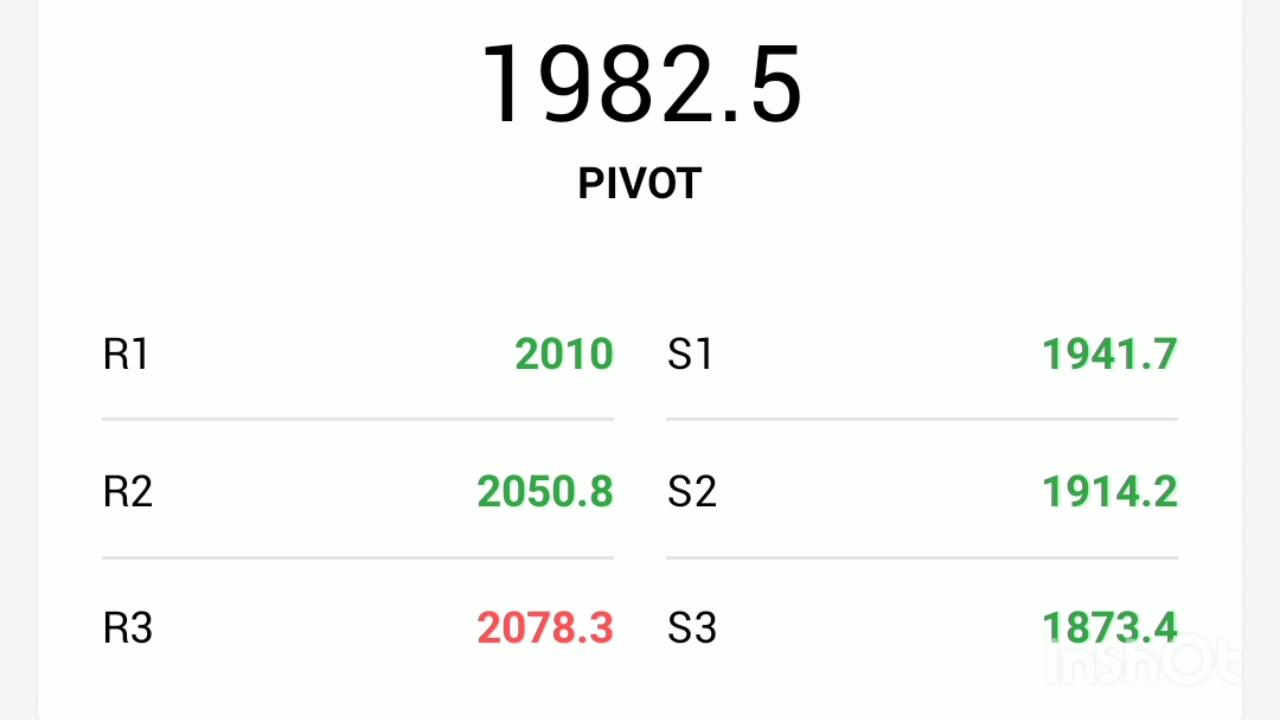 1982.5
PIVOT
R1 2010 S1 1941.7
R2 2050.8 S2 1914.2
R3 2078.3 S3 1873.4
InShOt